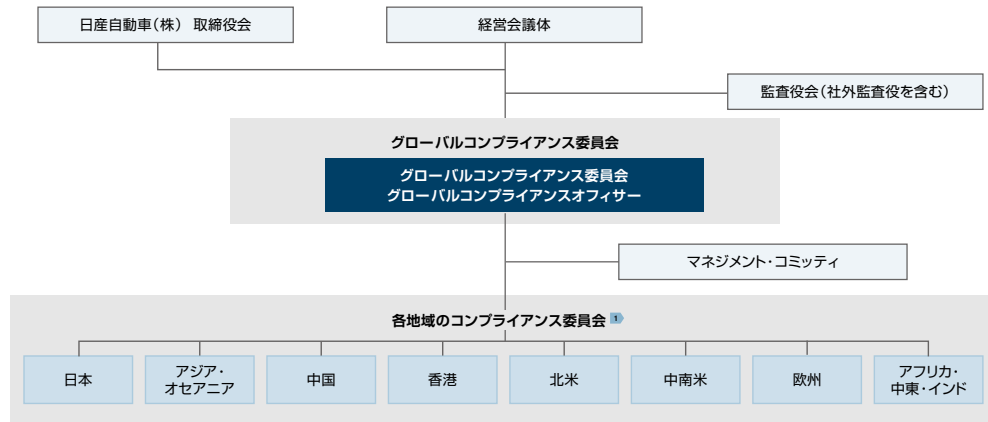 日産自動車(株) 取締役会
経営会議体
監査役会(社外監査役を含む)
グローバルコンプライアンス委員会
グローバルコンプライアンス委員会
グローバルコンプライアンスオフィサー
マネジメント・コミッティ
各地域のコンプライアンス委員会 1
日本
アジア・
オセアニア
中国
香港
北米
中南米
欧州
アフリカ・
中東・インド